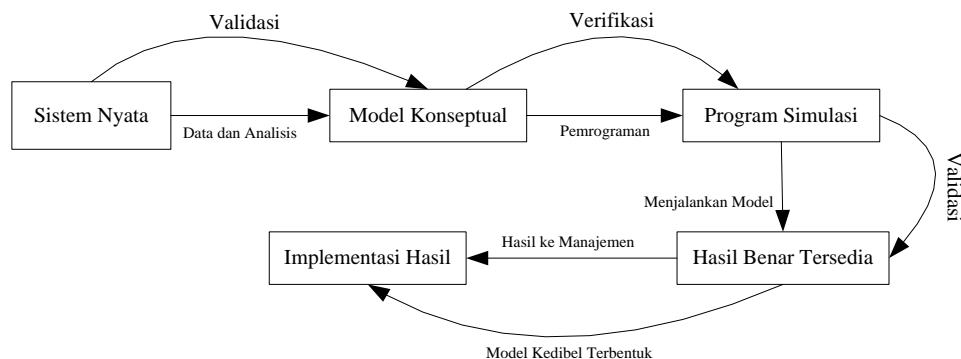 Validasi
Verifikasi
Sistem Nyata
Data dan Analisis
Model Konseptual
Pemrograman
Program Simulasi
Validasi
Menjalankan Model
Implementasi Hasil
Hasil ke Manajemen
Hasil Benar Tersedia
Model Kedibel Terbentuk